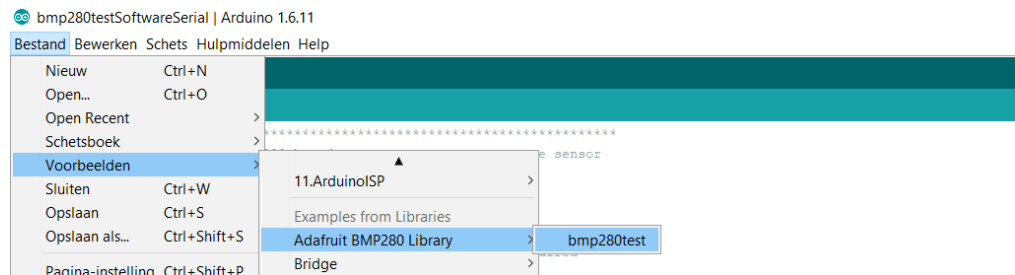 bmp280testSoftwareSerial | Arduino 1.6.11
Bestand Bewerken Schets Hulpmiddelen Help
Nieuw Ctrl+N
Open... Ctrl+O
Open Recent
Schetsboek
Voorbeelden
Sluiten Ctrl+W
Opslaan Ctrl+S
Opslaan als... Ctrl+Shift+S
Pagina-instelling Ctrl+Shift+P
*********************************************
e sensor
11.ArduinoISP
Examples from Libraries
Adafruit BMP280 Library
bmp280test
Bridge